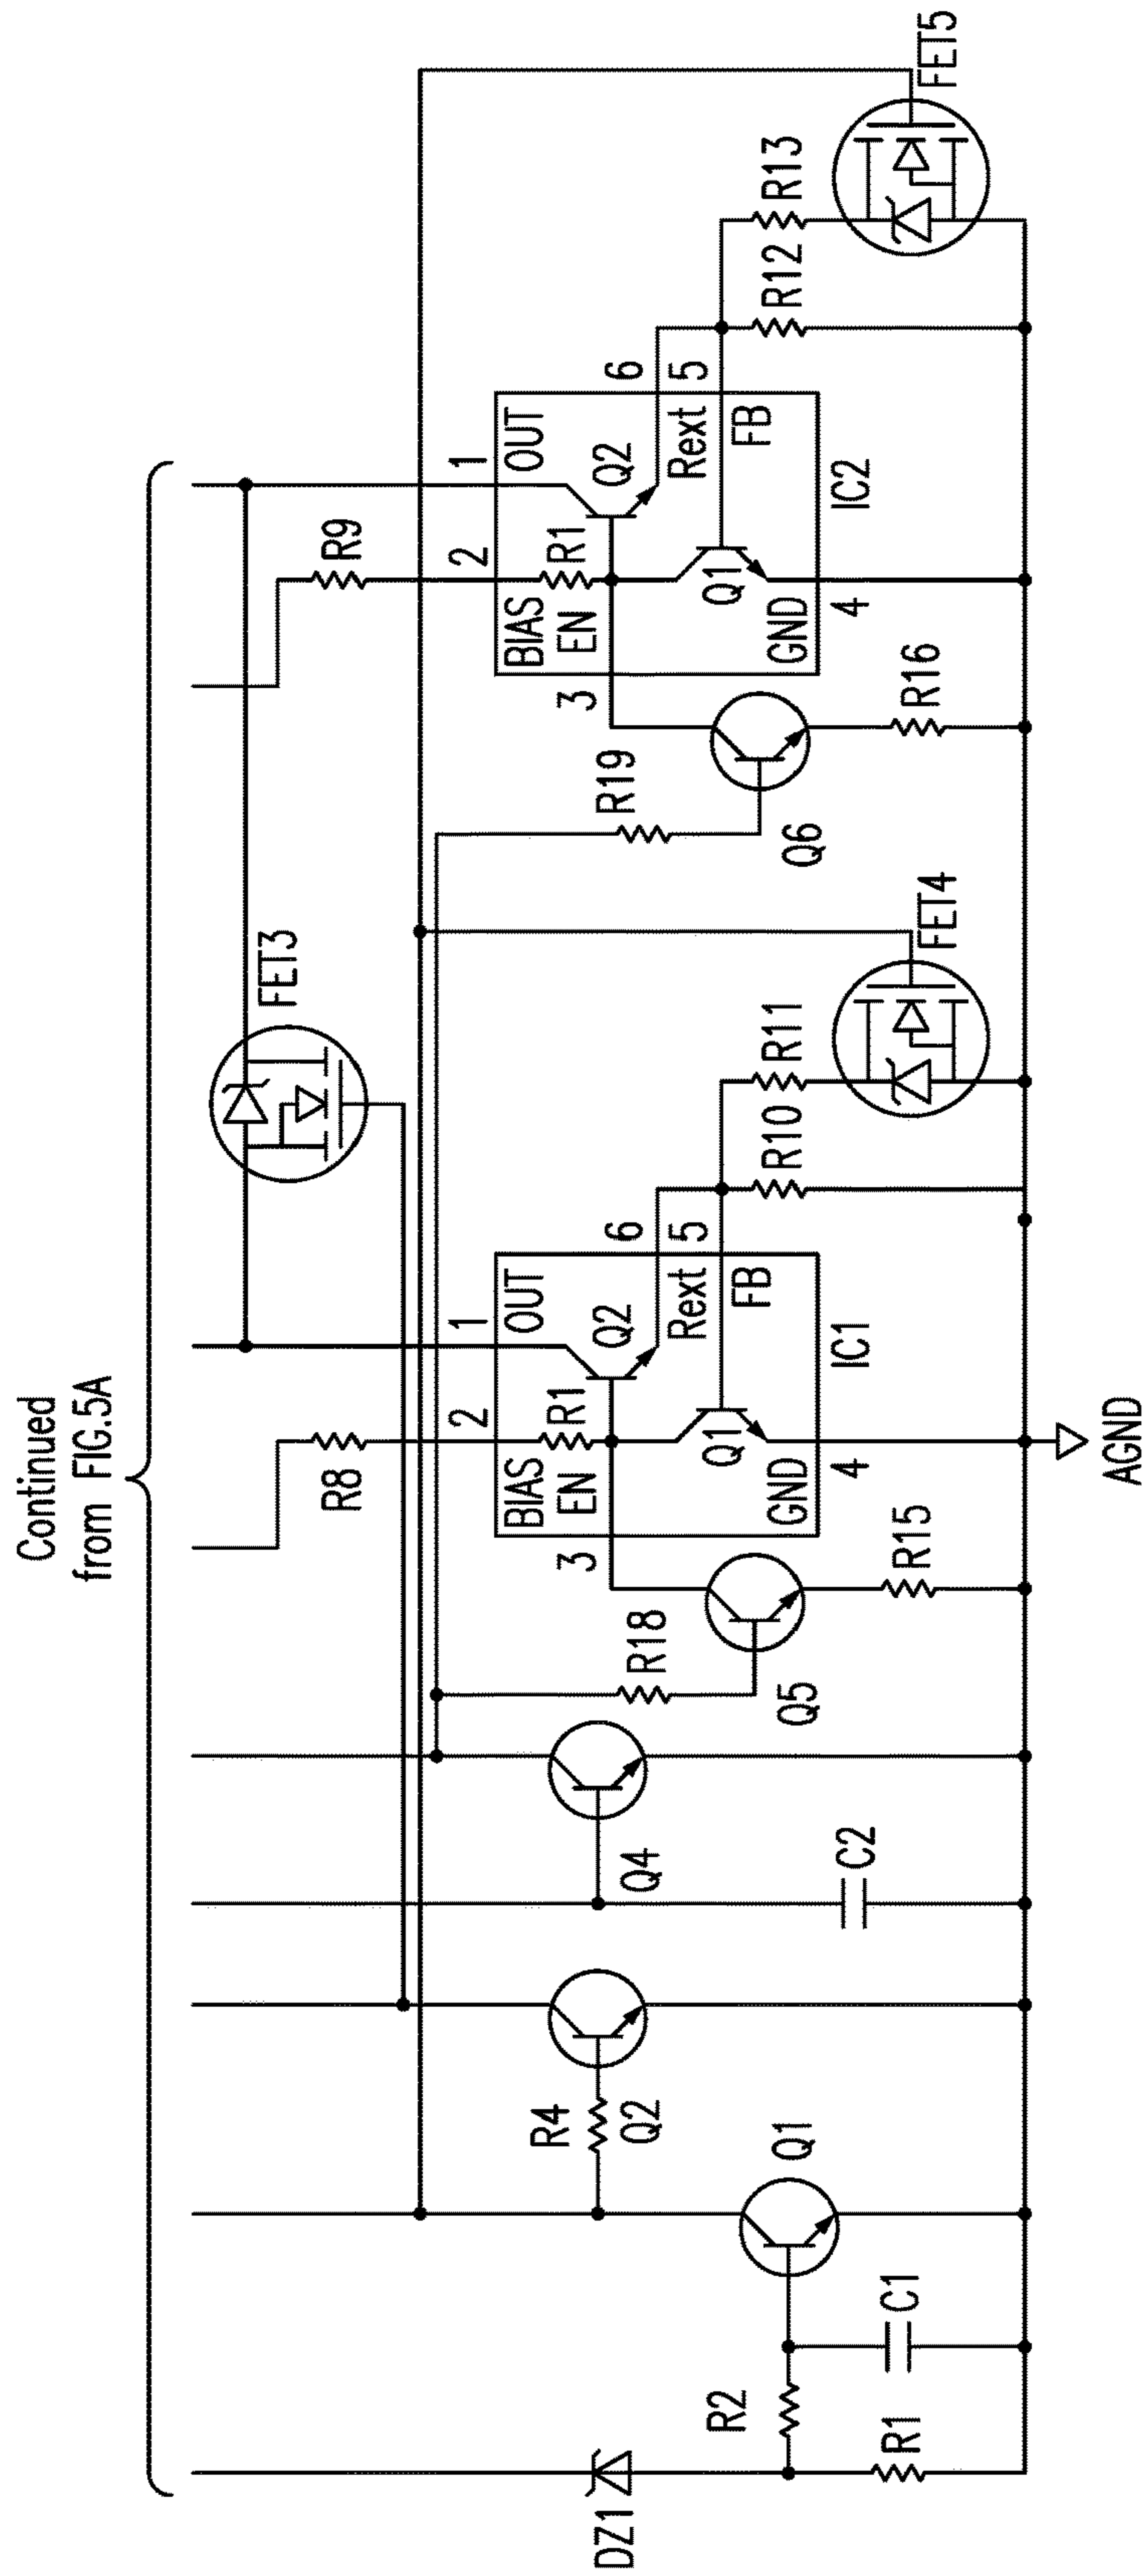 Continued
from FIG.5A
DZ1
R1
R2
C1
Q1
R4
Q2
Q4
C2
Q5
R18
R15
R8
3
2
1
BIAS
EN
R1
OUT
Q2
Q1
GND
4
Rext
FB
6
5
IC1
R10
R11
FET4
FET3
AGND
R19
Q6
R16
R9
3
2
1
BIAS
EN
R1
OUT
Q2
Q1
GND
4
Rext
FB
6
5
IC2
R12
R13
FET5